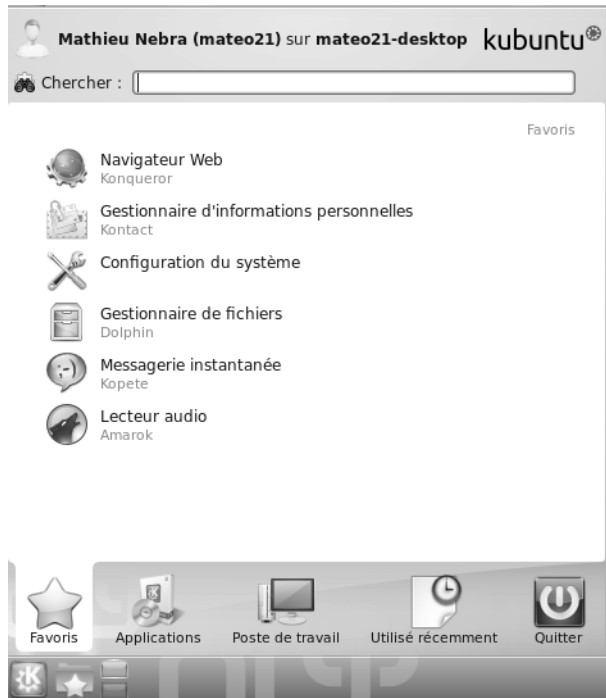 Mathieu Nebra (mateo21) sur mateo21-desktop kubuntu
Chercher :
Favoris
Navigateur Web
Konqueror
Gestionnaire d'informations personnelles
Kontact
Configuration du système
Gestionnaire de fichiers
Dolphin
Messagerie instantanée
Kopete
Lecteur audio
Amarok
Favoris Applications Poste de travail Utilisé récemment Quitter